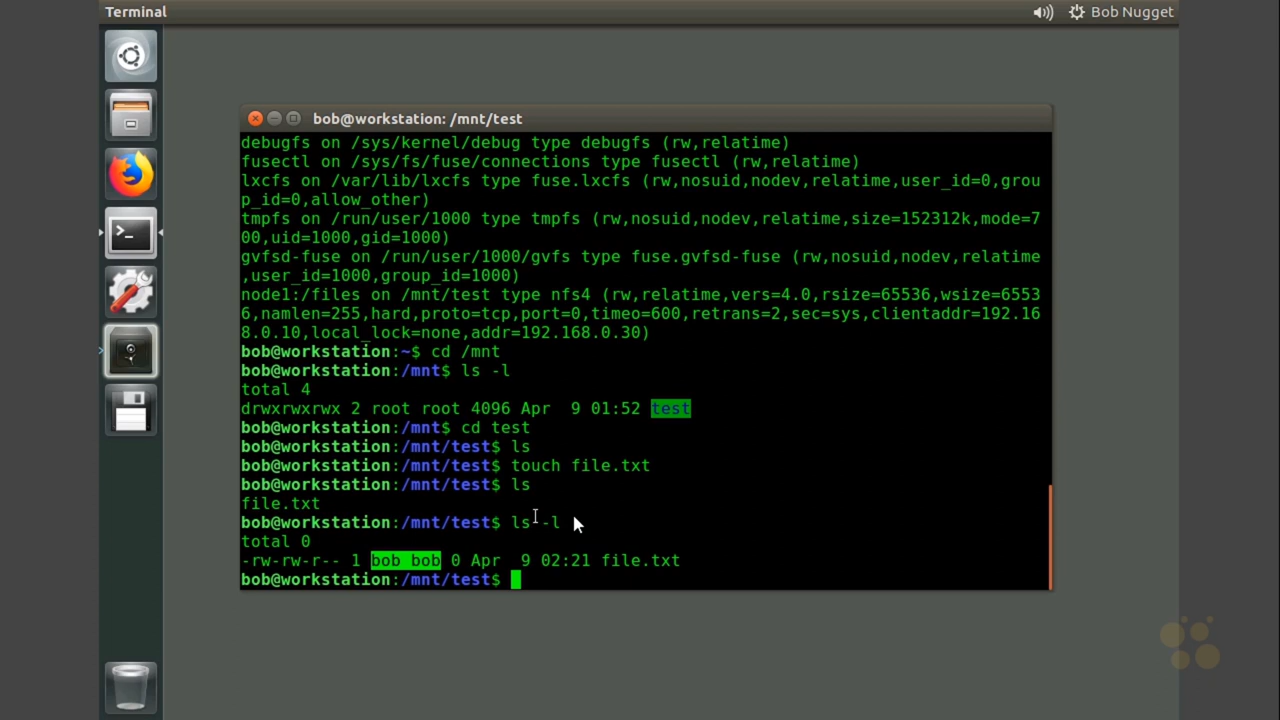 Terminal
Bob Nugget
bob@workstation: /mnt/test
debugfs on /sys/kernel/debug type debugfs (rw,relatime)
fusectl on /sys/fs/fuse/connections type fusectl (rw,relatime)
lxcfs on /var/lib/lxcfs type fuse.lxcfs (rw,nosuid,nodev,relatime,user_id=0,grou
p_id=0,allow_other)
tmpfs on /run/user/1000 type tmpfs (rw,nosuid,nodev,relatime,size=152312k,mode=7
00,uid=1000,gid=1000)
gvfsd-fuse on /run/user/1000/gvfs type fuse.gvfsd-fuse (rw,nosuid,nodev,relatime
,user_id=1000,group_id=1000)
node1:/files on /mnt/test type nfs4 (rw,relatime,vers=4.0,rsize=65536,wsize=6553
6,namlen=255,hard,proto=tcp,port=0,timeo=600,retrans=2,sec=sys,clientaddr=192.16
8.0.10,local_lock=none,addr=192.168.0.30)
bob@workstation:~$ cd /mnt
bob@workstation:/mnt$ ls -l
total 4
drwxrwxrwx 2 root root 4096 Apr  9 01:52 test
bob@workstation:/mnt$ cd test
bob@workstation:/mnt/test$ ls
bob@workstation:/mnt/test$ touch file.txt
bob@workstation:/mnt/test$ ls
file.txt
bob@workstation:/mnt/test$ ls -l
total 0
-rw-rw-r-- 1 bob bob 0 Apr  9 02:21 file.txt
bob@workstation:/mnt/test$